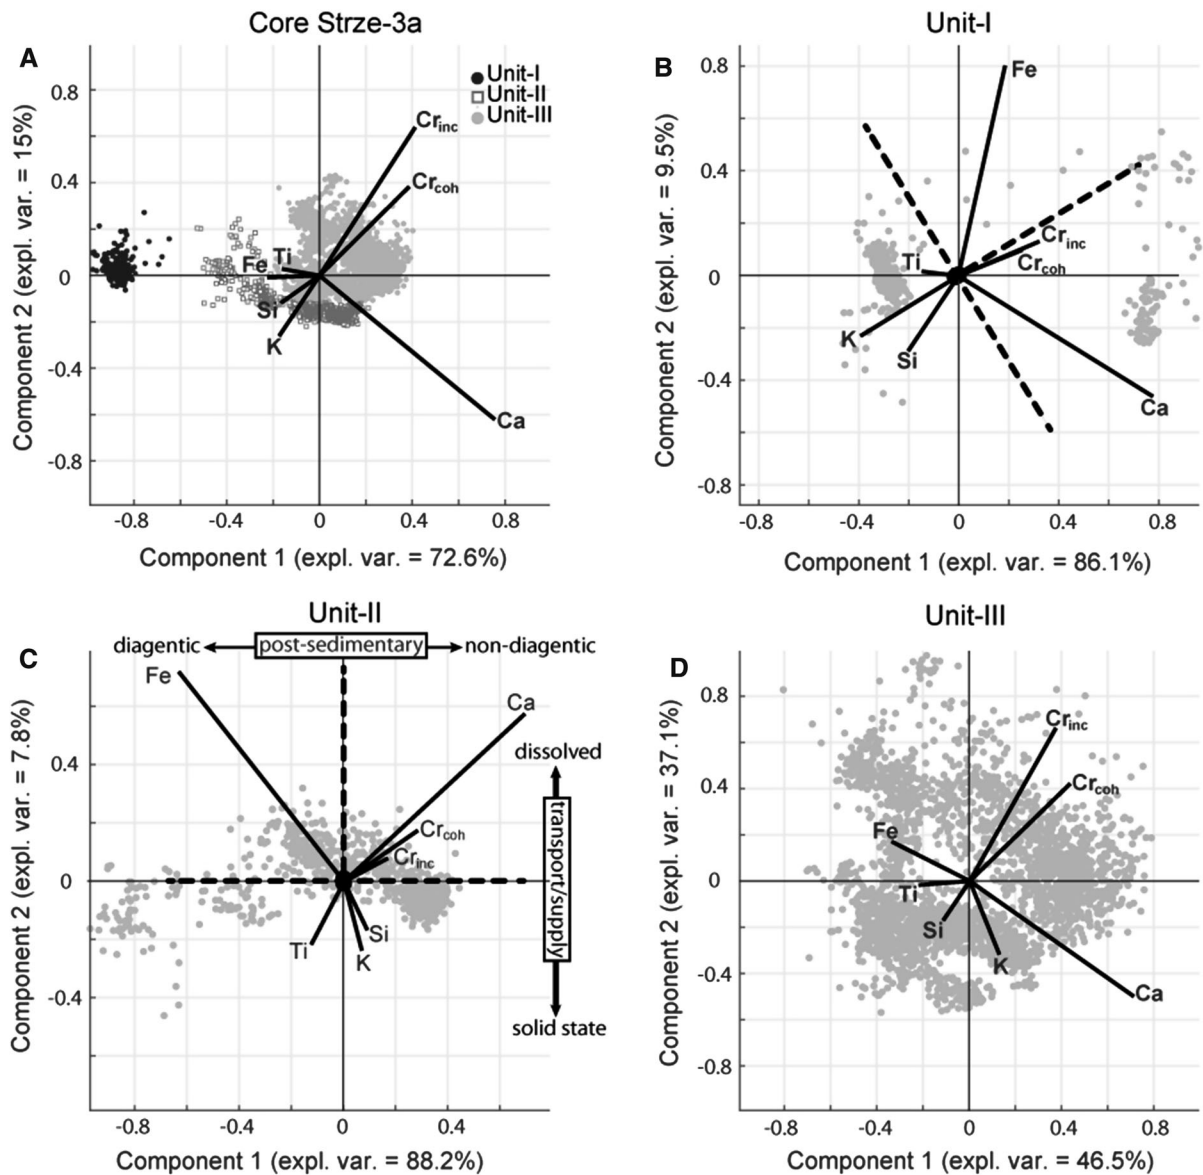 Core Strze-3a
A
Unit-I
Unit-II
Unit-III
Component 2 (expl. var. = 15%)
0.8
0.4
0
-0.4
-0.8
Crinc
Crcoh
Ti
Fe
Si
K
Ca
-0.8 -0.4 0 0.4 0.8
Component 1 (expl. var. = 72.6%)
Unit-I
B
Component 2 (expl. var. = 9.5%)
0.8
0.4
0
-0.4
-0.8
Fe
Crinc
Crcoh
Ti
K
Si
Ca
-0.8 -0.4 0 0.4 0.8
Component 1 (expl. var. = 86.1%)
Unit-II
C
diagentic post-sedimentary non-diagentic
Component 2 (expl. var. = 7.8%)
0.4
0
-0.4
Fe
Ca
dissolved
transport/supply
solid state
Crcoh
Crinc
Ti
Si
K
-0.8 -0.4 0 0.4
Component 1 (expl. var. = 88.2%)
Unit-III
D
Component 2 (expl. var. = 37.1%)
0.8
0.4
0
-0.4
-0.8
Crinc
Crcoh
Fe
Ti
Si
K
Ca
-0.8 -0.4 0 0.4 0.8
Component 1 (expl. var. = 46.5%)